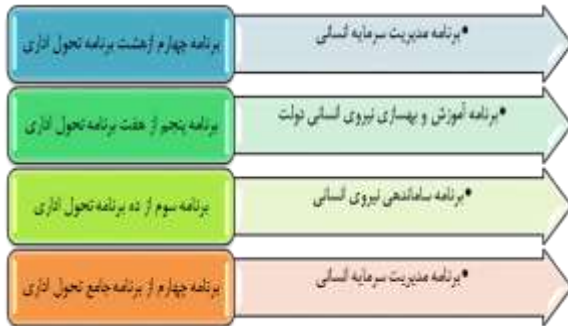 برنامه چهارم از هشت برنامه تحول اداری
•برنامه مدیریت سرمایه انسانی
برنامه پنجم از هفت برنامه تحول اداری
•برنامه آموزش و بهسازی نیروی انسانی دولت
برنامه سوم از ده برنامه تحول اداری
•برنامه ساماندهی نیروی انسانی
برنامه چهارم از برنامه جامع تحول اداری
•برنامه مدیریت سرمایه انسانی